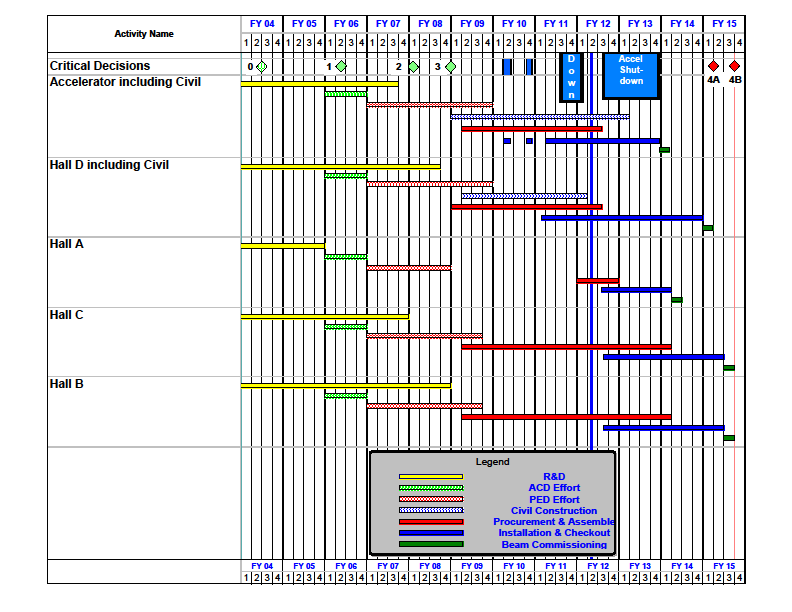 Activity Name
FY 04 FY 05 FY 06 FY 07 FY 08 FY 09 FY 10 FY 11 FY 12 FY 13 FY 14 FY 15
1 2 3 4 1 2 3 4 1 2 3 4 1 2 3 4 1 2 3 4 1 2 3 4 1 2 3 4 1 2 3 4 1 2 3 4 1 2 3 4 1 2 3 4 1 2 3 4
Critical Decisions
0 1 2 3
D
o
w
n
Accel
Shut-
down
4A 4B
Accelerator including Civil
Hall D including Civil
Hall A
Hall C
Hall B
Legend
R&D
ACD Effort
PED Effort
Civil Construction
Procurement & Assemble
Installation & Checkout
Beam Commissioning
FY 04 FY 05 FY 06 FY 07 FY 08 FY 09 FY 10 FY 11 FY 12 FY 13 FY 14 FY 15
1 2 3 4 1 2 3 4 1 2 3 4 1 2 3 4 1 2 3 4 1 2 3 4 1 2 3 4 1 2 3 4 1 2 3 4 1 2 3 4 1 2 3 4 1 2 3 4